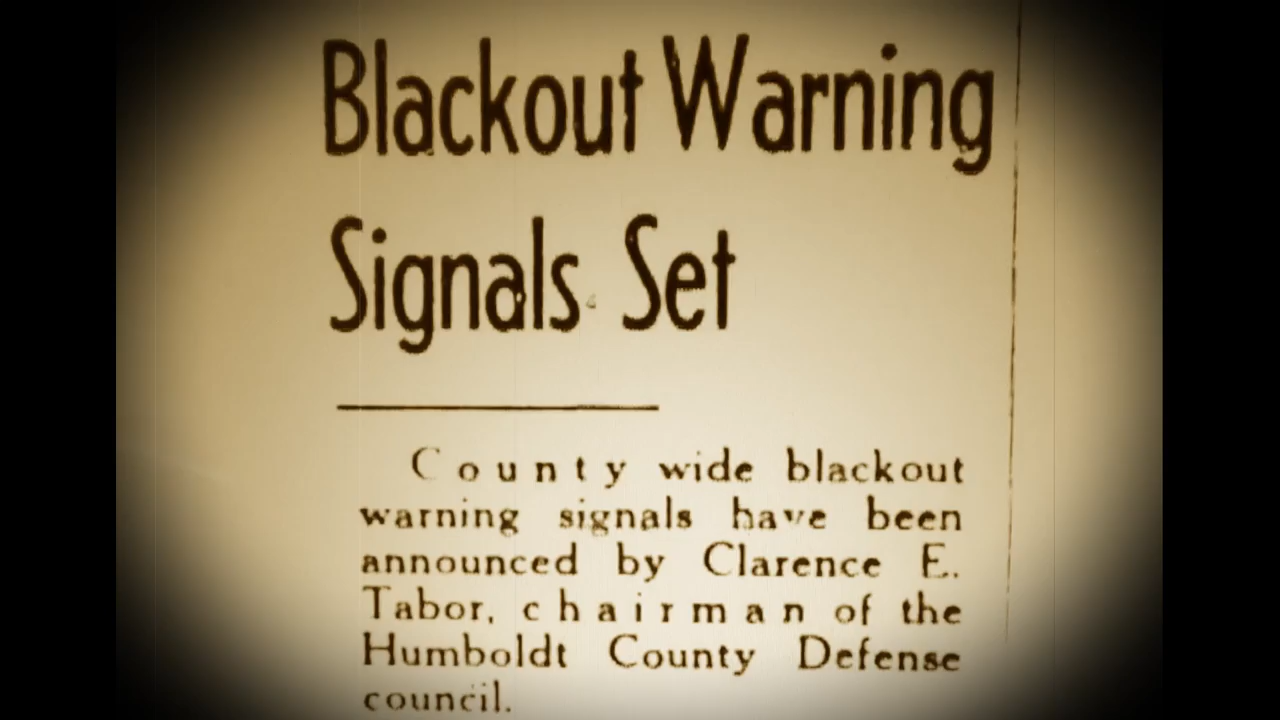 Blackout Warning
Signals Set
County wide blackout
warning signals have been
announced by Clarence E.
Tabor, chairman of the
Humboldt County Defense
council.